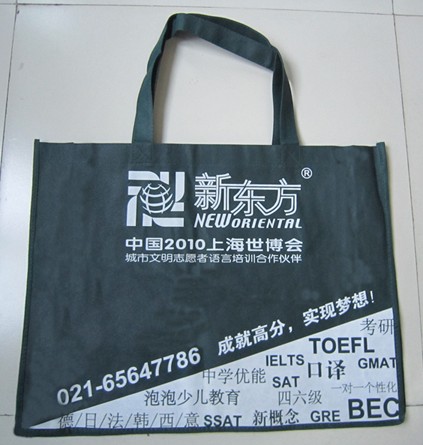 新东方®
NEW ORIENTAL
中国2010上海世博会
城市文明志愿者语言培训合作伙伴
成就高分，实现梦想！
021-65647786
考研
IELTS TOEFL
中学优能 SAT 口译 GMAT
泡泡少儿教育 四六级 一对一个性化
德/日/法/韩/西/意 SSAT 新概念 GRE BEC